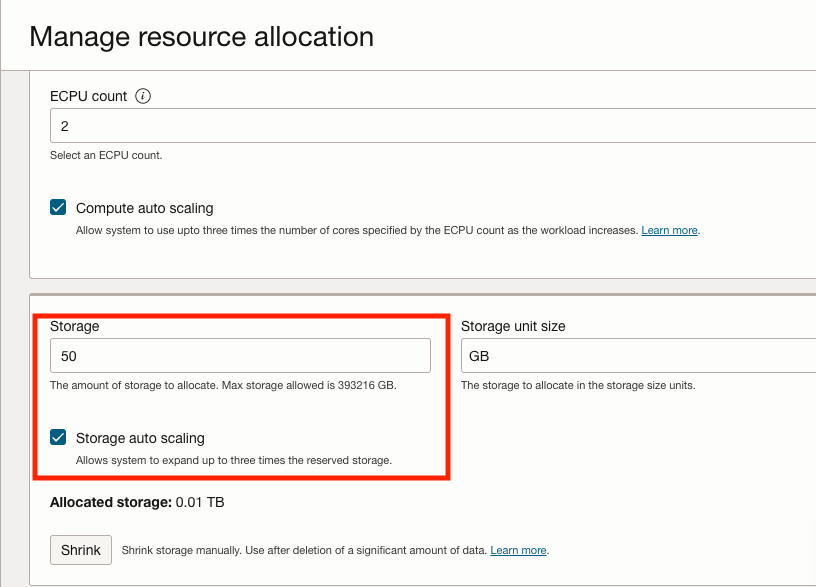 Manage resource allocation
ECPU count
2
Select an ECPU count.
Compute auto scaling
Allow system to use upto three times the number of cores specified by the ECPU count as the workload increases. Learn more.
Storage
50
The amount of storage to allocate. Max storage allowed is 393216 GB.
Storage unit size
GB
The storage to allocate in the storage size units.
Storage auto scaling
Allows system to expand up to three times the reserved storage.
Allocated storage: 0.01 TB
Shrink
Shrink storage manually. Use after deletion of a significant amount of data. Learn more.